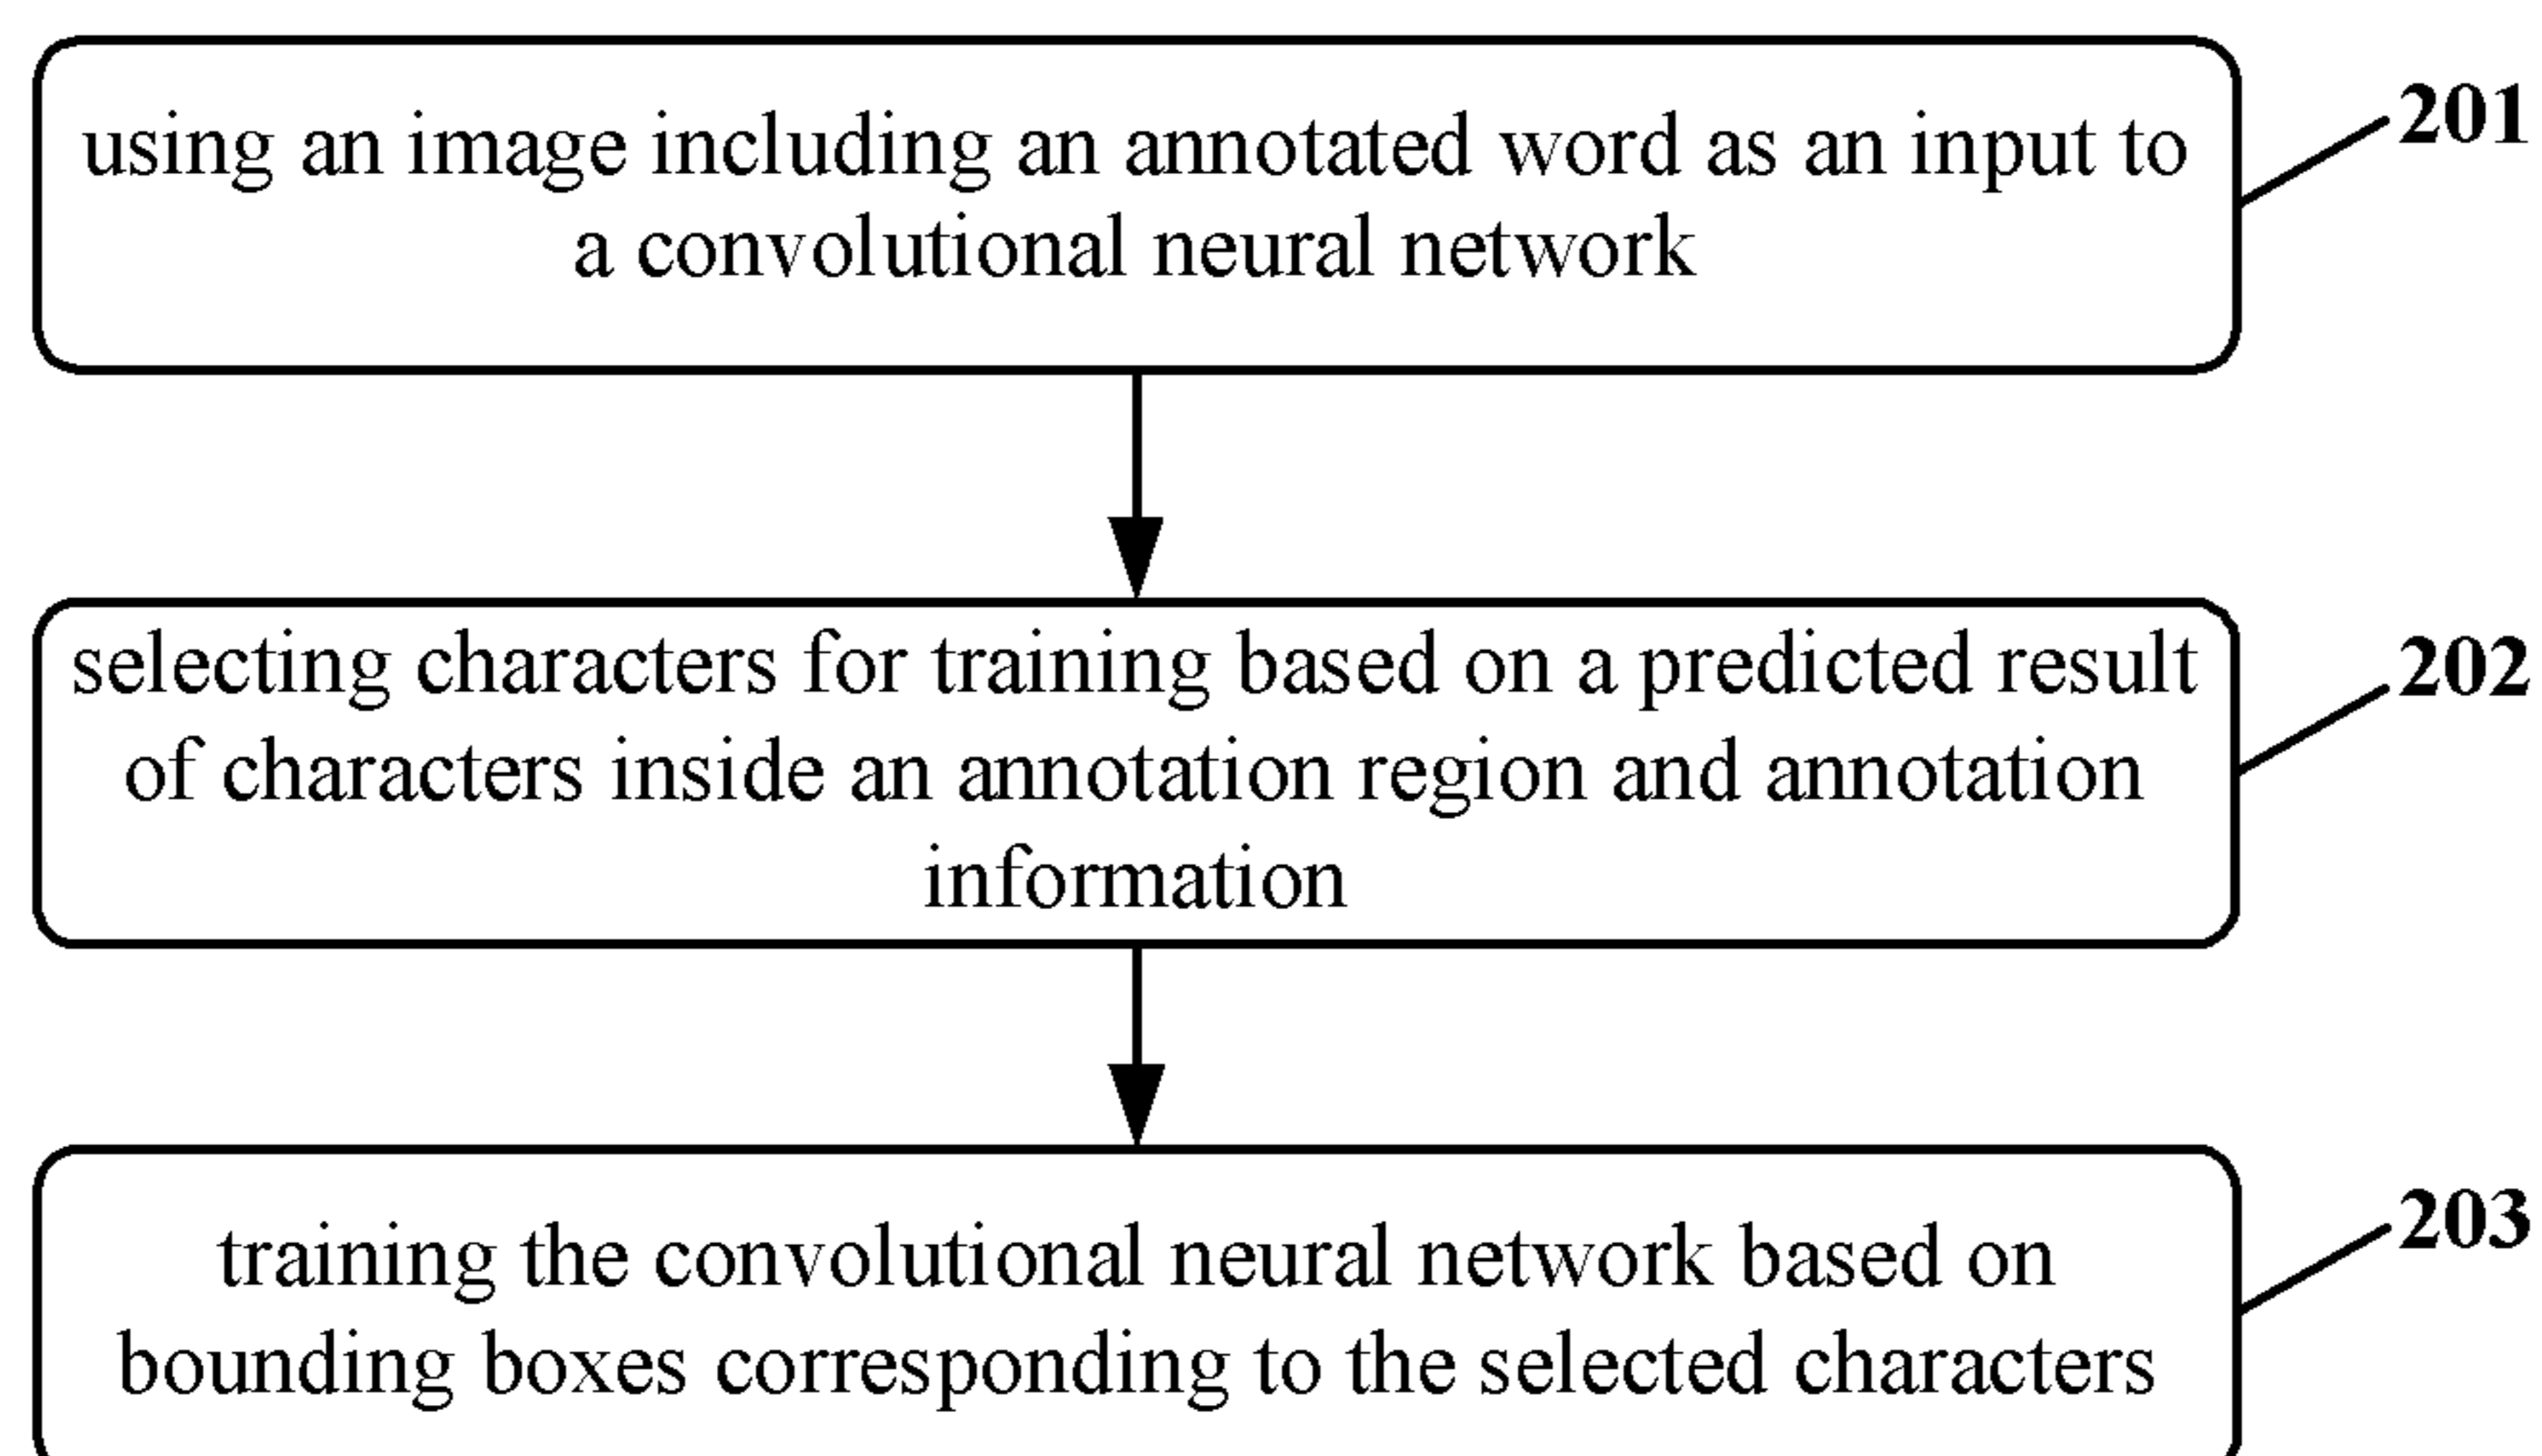 using an image including an annotated word as an input to
a convolutional neural network
201
selecting characters for training based on a predicted result
of characters inside an annotation region and annotation
information
202
training the convolutional neural network based on
bounding boxes corresponding to the selected characters
203